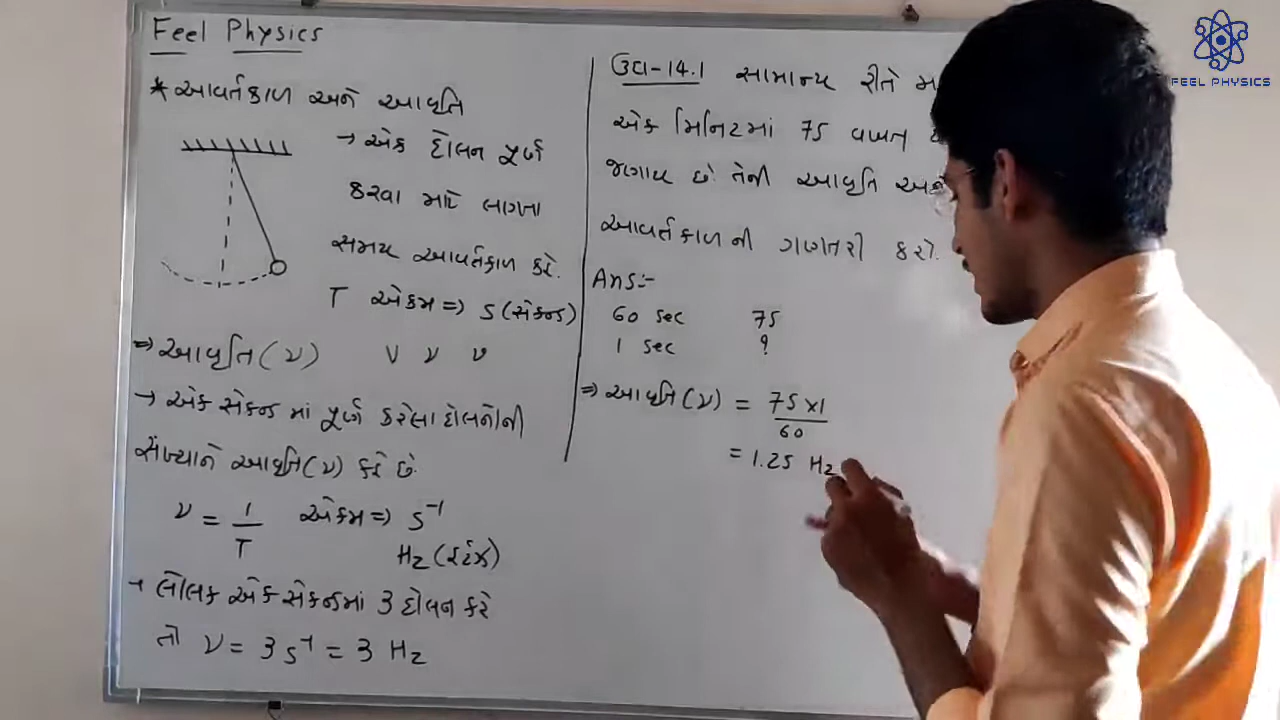 Feel Physics
* આવર્તકાળ અને આવૃતિ
→ એક દોલન પૂર્ણ
કરવા માટે લાગતા
સમય આવર્તકાળ કહે.
T એકમ => S (સેકન્ડ)
=> આવૃતિ (ν) ν ν ν
→ એક સેકન્ડ માં પૂર્ણ કરેલા દોલનોની
સંખ્યાને આવૃતિ (ν) કહે છે.
ν = 1/T એકમ => s⁻¹
Hz (હર્ટઝ)
→ લોલક એક સેકન્ડમાં 3 દોલન કરે
તો ν = 3 s⁻¹ = 3 Hz
ઉદા-14.1 સામાન્ય રીતે
એક મિનિટમાં 75 વખત
જણાય છે. તેની આવૃતિ અને
આવર્તકાળ ની ગણતરી કરો.
Ans:-
60 sec 75
1 sec ?
=> આવૃતિ (ν) = 75x1/60
= 1.25 Hz
FEEL PHYSICS